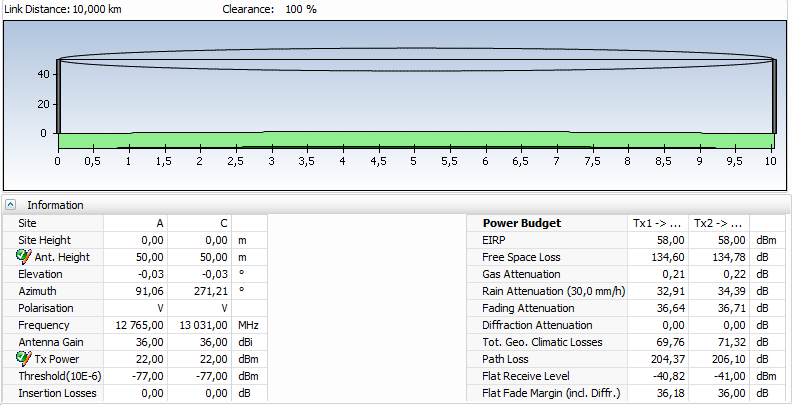 Link Distance: 10,000 km Clearance: 100 %
40
20
0
0 0,5 1 1,5 2 2,5 3 3,5 4 4,5 5 5,5 6 6,5 7 7,5 8 8,5 9 9,5 10
Information
Site A C
Site Height 0,00 0,00 m
Ant. Height 50,00 50,00 m
Elevation -0,03 -0,03 °
Azimuth 91,06 271,21 °
Polarisation V V
Frequency 12 765,00 13 031,00 MHz
Antenna Gain 36,00 36,00 dBi
Tx Power 22,00 22,00 dBm
Threshold(10E-6) -77,00 -77,00 dBm
Insertion Losses 0,00 0,00 dB
Power Budget Tx1 -> ... Tx2 -> ...
EIRP 58,00 58,00 dBm
Free Space Loss 134,60 134,78 dB
Gas Attenuation 0,21 0,22 dB
Rain Attenuation (30,0 mm/h) 32,91 34,39 dB
Fading Attenuation 36,64 36,71 dB
Diffraction Attenuation 0,00 0,00 dB
Tot. Geo. Climatic Losses 69,76 71,32 dB
Path Loss 204,37 206,10 dB
Flat Receive Level -40,82 -41,00 dBm
Flat Fade Margin (incl. Diffr.) 36,18 36,00 dB